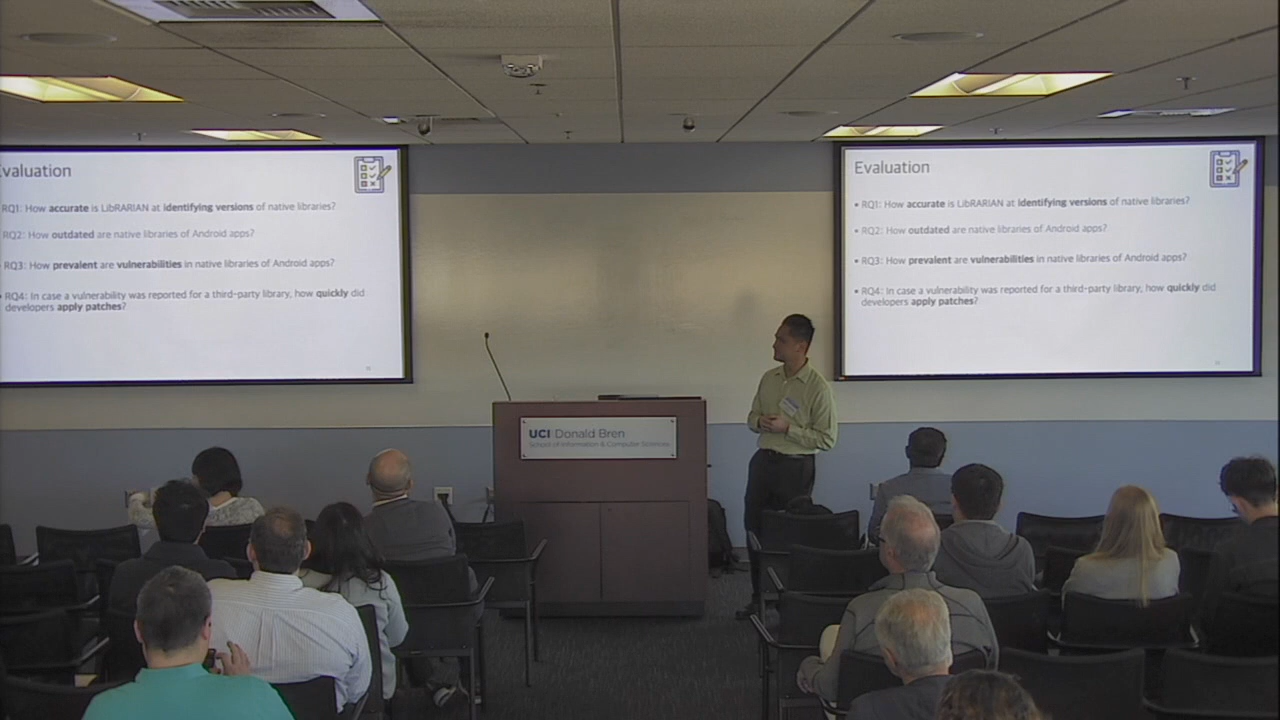 valuation
RQ1: How accurate is LibRARIAN at identifying versions of native libraries?
RQ2: How outdated are native libraries of Android apps?
RQ3: How prevalent are vulnerabilities in native libraries of Android apps?
• RQ4: In case a vulnerability was reported for a third-party library, how quickly did
developers apply patches?
Evaluation
• RQ1: How accurate is LibRARIAN at identifying versions of native libraries?
• RQ2: How outdated are native libraries of Android apps?
• RQ3: How prevalent are vulnerabilities in native libraries of Android apps?
• RQ4: In case a vulnerability was reported for a third-party library, how quickly did
developers apply patches?
UCI Donald Bren
School of Information & Computer Sciences